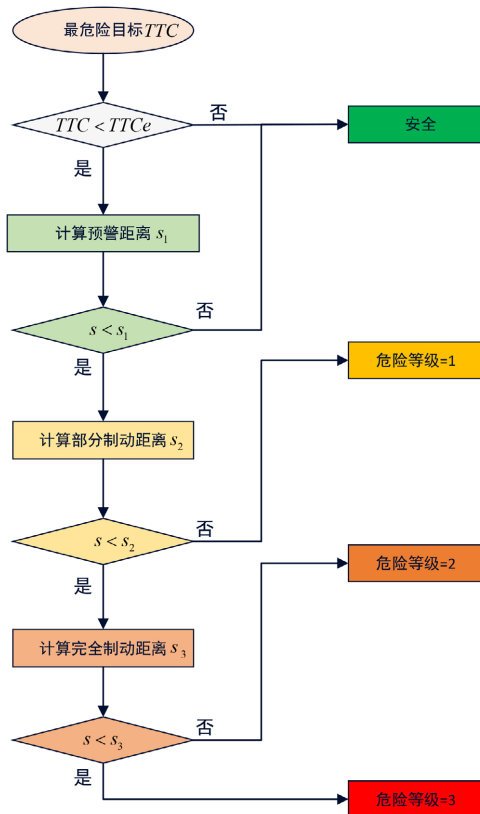 最危险目标TTC
TTC < TTCe
否
安全
是
计算预警距离 s₁
否
s < s₁
是
危险等级=1
计算部分制动距离 s₂
否
s < s₂
危险等级=2
是
计算完全制动距离 s₃
否
s < s₃
是
危险等级=3